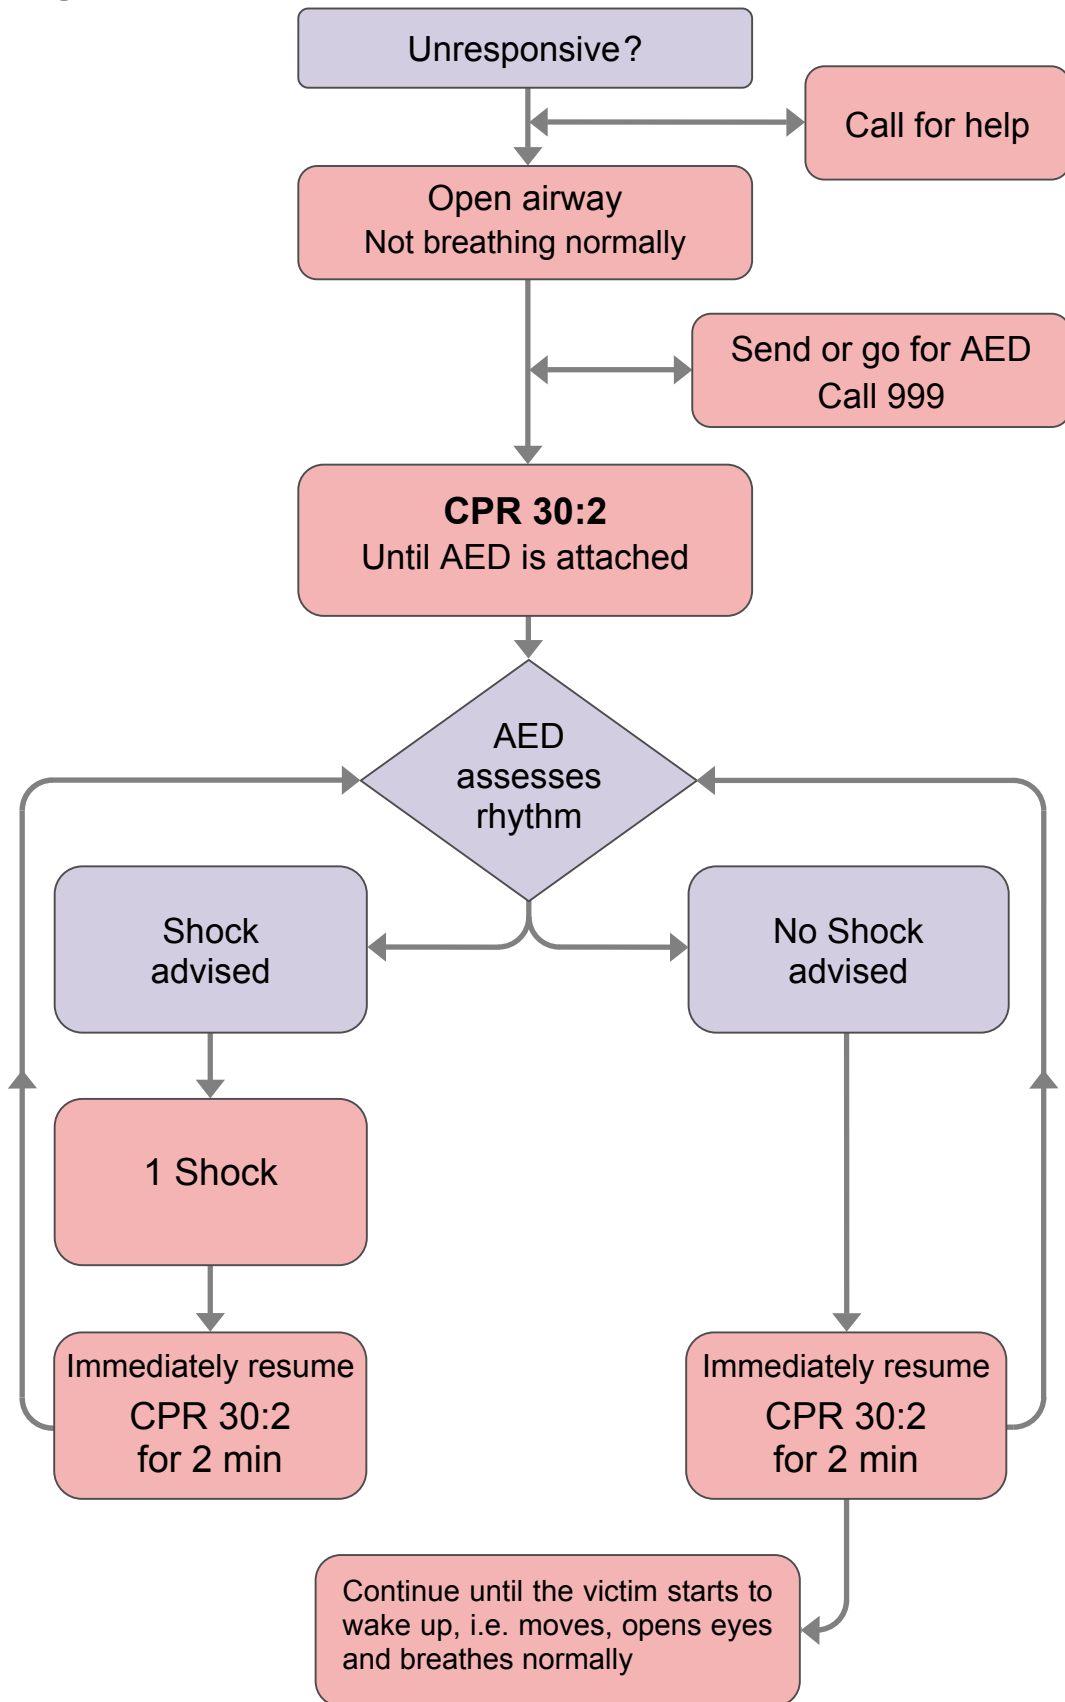 Unresponsive?
Call for help
Open airway
Not breathing normally
Send or go for AED
Call 999
CPR 30:2
Until AED is attached
AED
assesses
rhythm
Shock
advised
No Shock
advised
1 Shock
Immediately resume
CPR 30:2
for 2 min
Immediately resume
CPR 30:2
for 2 min
Continue until the victim starts to
wake up, i.e. moves, opens eyes
and breathes normally